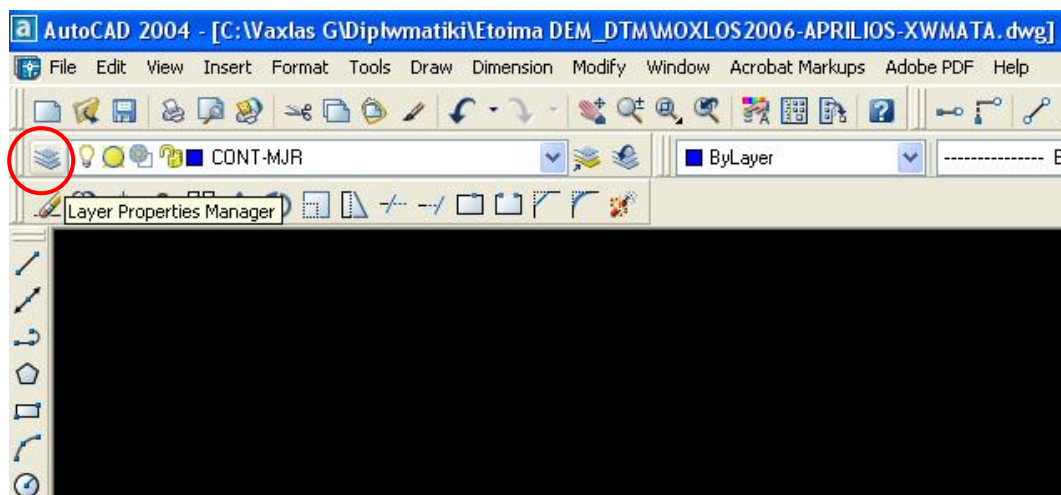 a AutoCAD 2004 - [C:\Vaxlas G\Diplwmatiki\Etoima DEM_DTM\MOXLOS2006-APRILIOS-XWMATA.dwg]
File Edit View Insert Format Tools Draw Dimension Modify Window Acrobat Markups Adobe PDF Help
CONT-MJR ByLayer
Layer Properties Manager